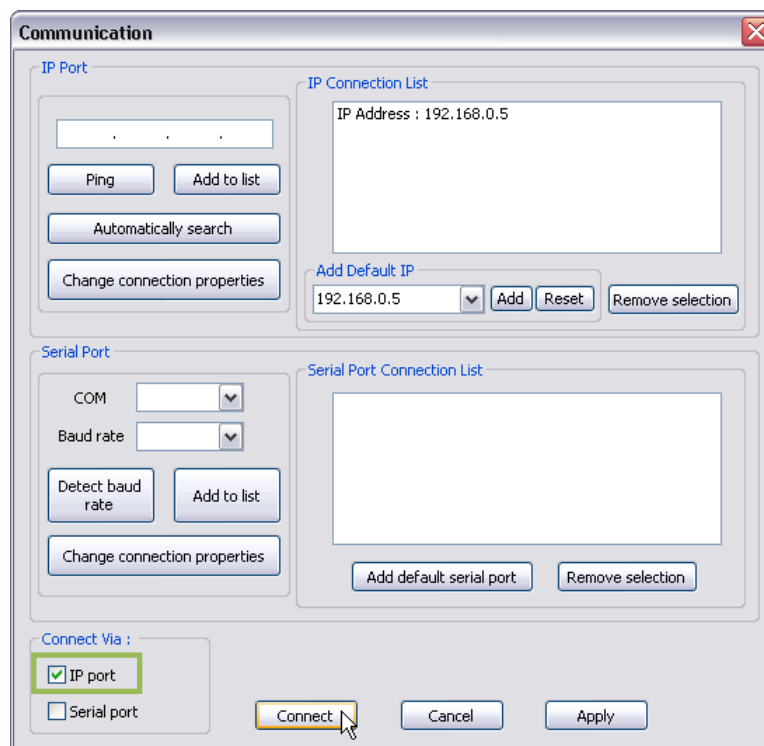 Communication
IP Port
. . .
Ping
Add to list
Automatically search
Change connection properties
IP Connection List
IP Address : 192.168.0.5
Add Default IP
192.168.0.5
Add
Reset
Remove selection
Serial Port
COM
Baud rate
Detect baud
rate
Add to list
Change connection properties
Serial Port Connection List
Add default serial port
Remove selection
Connect Via :
IP port
Serial port
Connect
Cancel
Apply